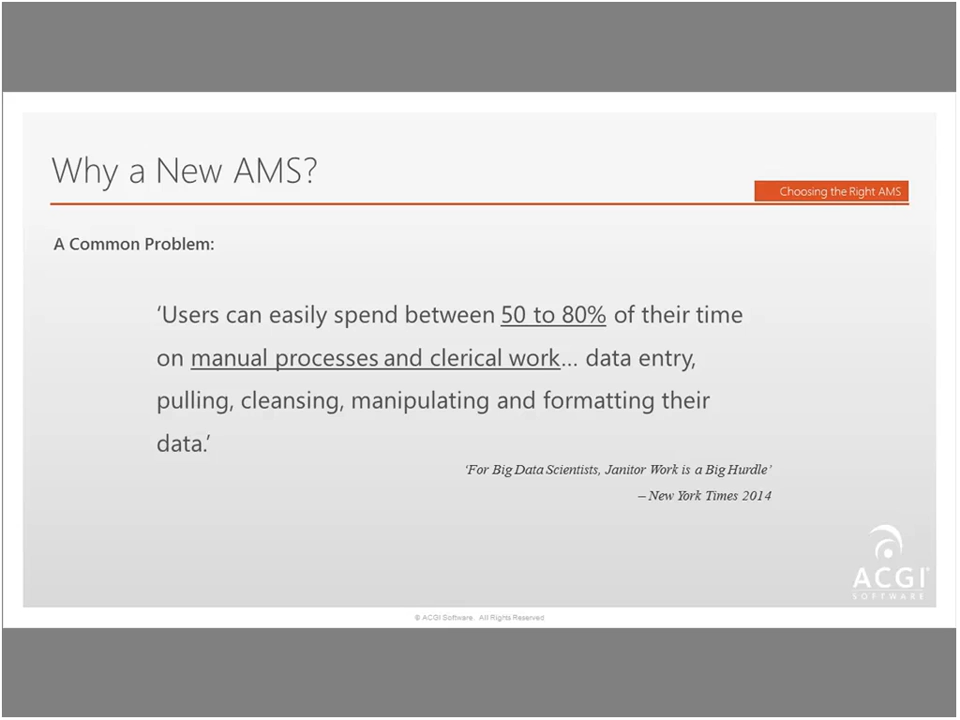 Why a New AMS?
Choosing the Right AMS
A Common Problem:
‘Users can easily spend between 50 to 80% of their time
on manual processes and clerical work... data entry,
pulling, cleansing, manipulating and formatting their
data.’
‘For Big Data Scientists, Janitor Work is a Big Hurdle’
– New York Times 2014
ACGI®
SOFTWARE
© ACGI Software. All Rights Reserved